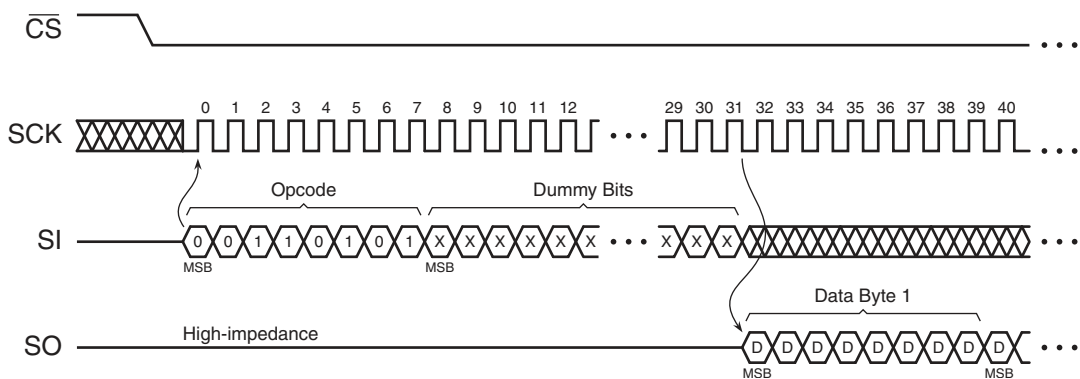 CS
0 1 2 3 4 5 6 7 8 9 10 11 12 29 30 31 32 33 34 35 36 37 38 39 40
SCK
Opcode Dummy Bits
SI 0 0 1 1 0 1 0 1 X X X X X X X X X
MSB MSB
Data Byte 1
High-impedance
SO D D D D D D D D D
MSB MSB